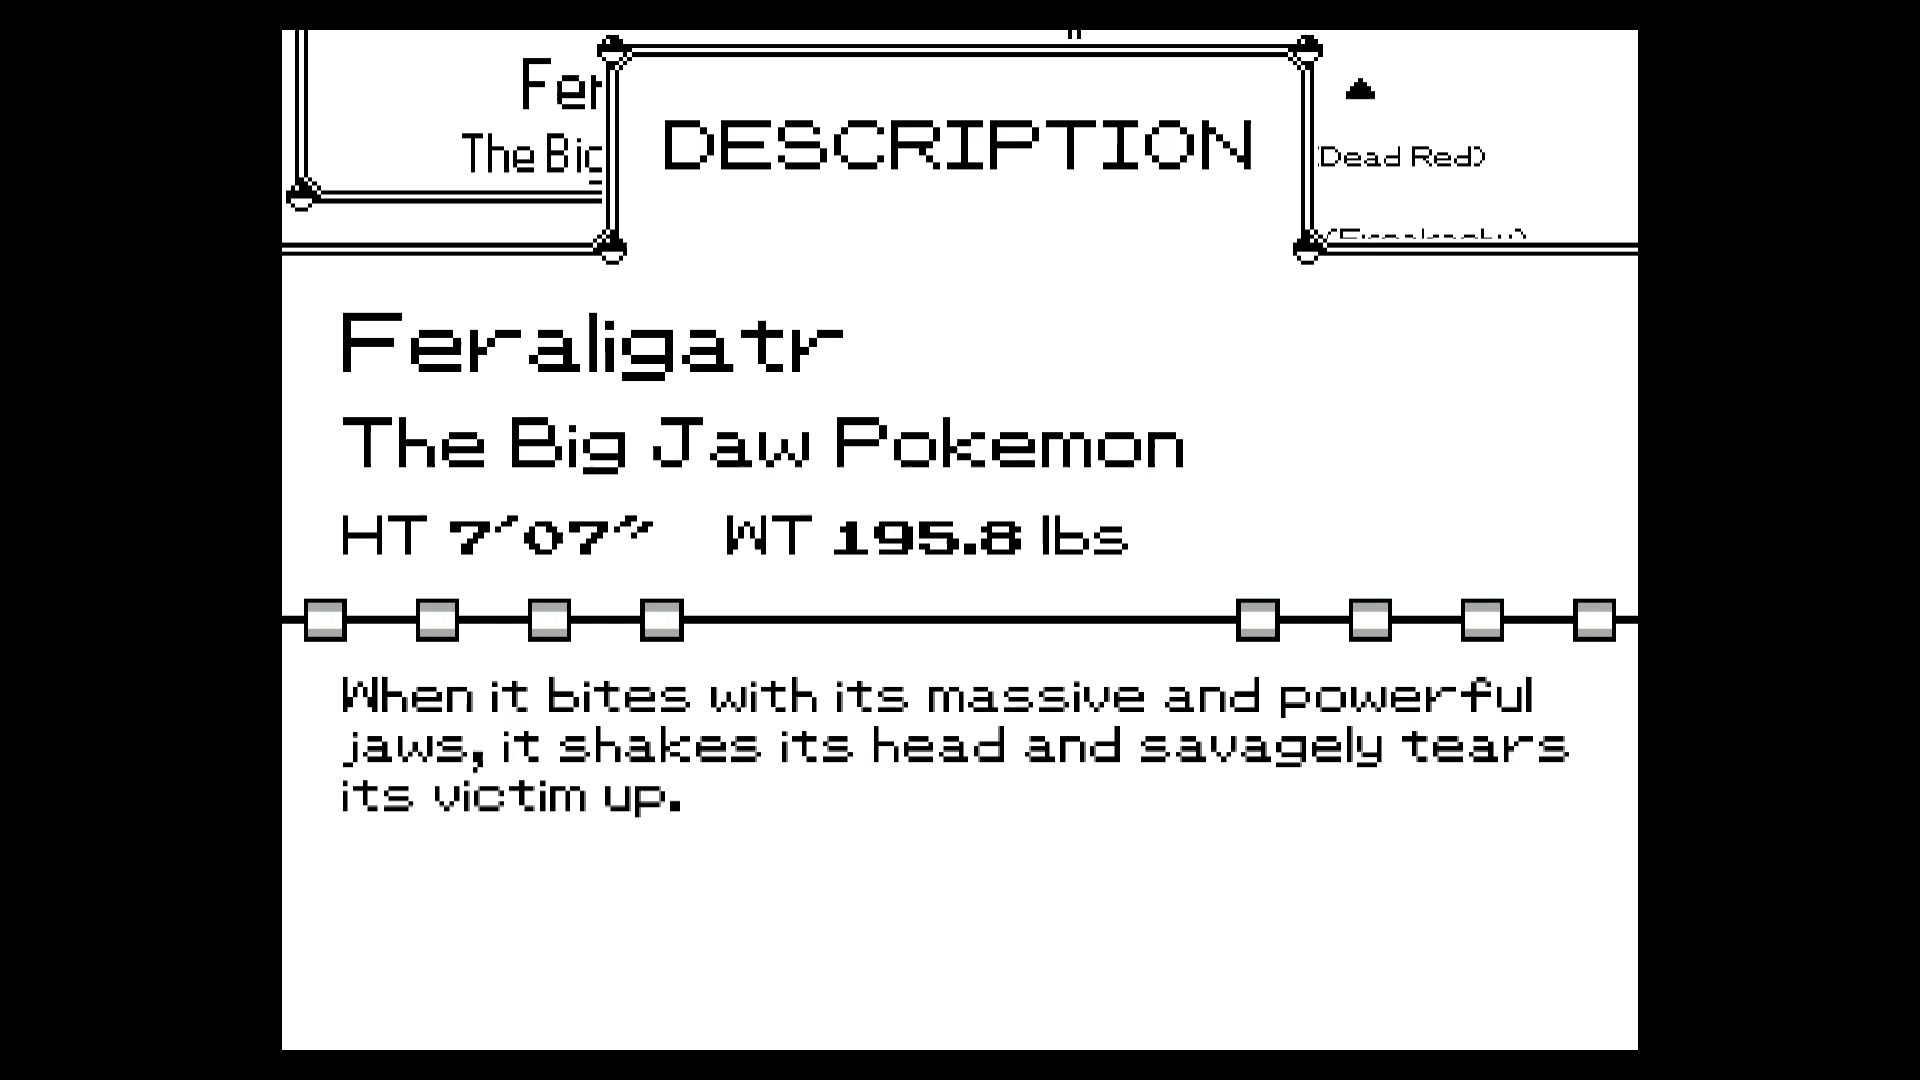 Fer
The Big
DESCRIPTION
(Dead Red)
Feraligatr
The Big Jaw Pokemon
HT 7'07" WT 195.8 lbs
When it bites with its massive and powerful
jaws, it shakes its head and savagely tears
its victim up.